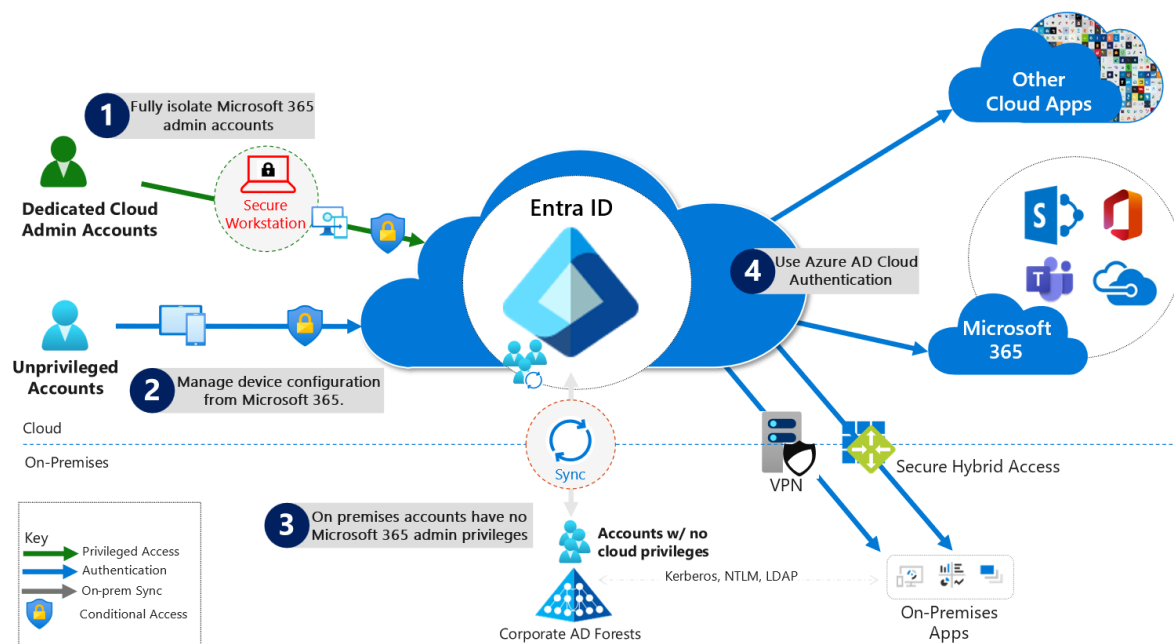 1
Fully isolate Microsoft 365
admin accounts
Dedicated Cloud
Admin Accounts
Secure
Workstation
Entra ID
Other
Cloud Apps
4
Use Azure AD Cloud
Authentication
S
T
Microsoft
365
Unprivileged
Accounts
2
Manage device configuration
from Microsoft 365.
Cloud
On-Premises
Sync
VPN
Secure Hybrid Access
3
On premises accounts have no
Microsoft 365 admin privileges
Accounts w/ no
cloud privileges
Kerberos, NTLM, LDAP
Corporate AD Forests
On-Premises
Apps
Key
Privileged Access
Authentication
On-prem Sync
Conditional Access